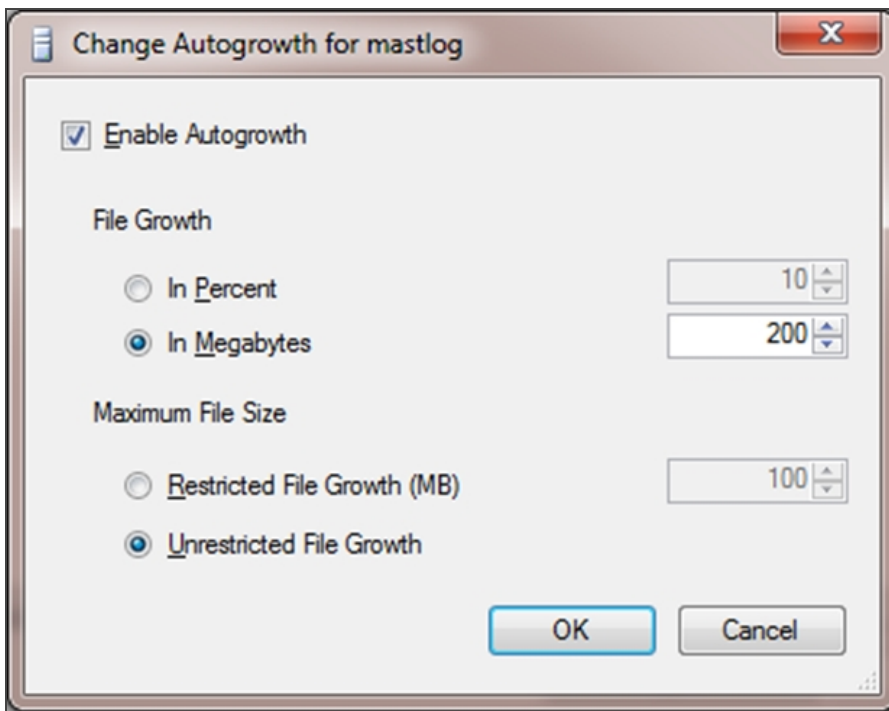 Change Autogrowth for mastlog
Enable Autogrowth
File Growth
In Percent 10
In Megabytes 200
Maximum File Size
Restricted File Growth (MB) 100
Unrestricted File Growth
OK Cancel